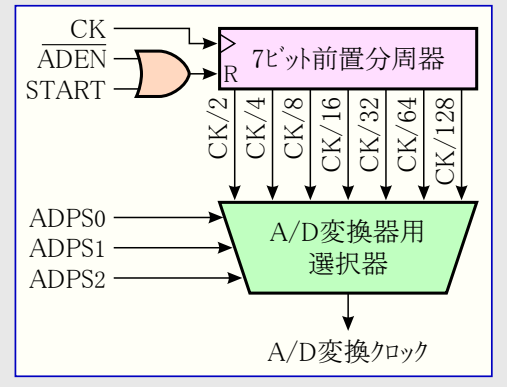 CK
ADEN
START
R
7ビット前置分周器
CK/2
CK/4
CK/8
CK/16
CK/32
CK/64
CK/128
ADPS0
ADPS1
ADPS2
A/D変換器用
選択器
A/D変換クロック